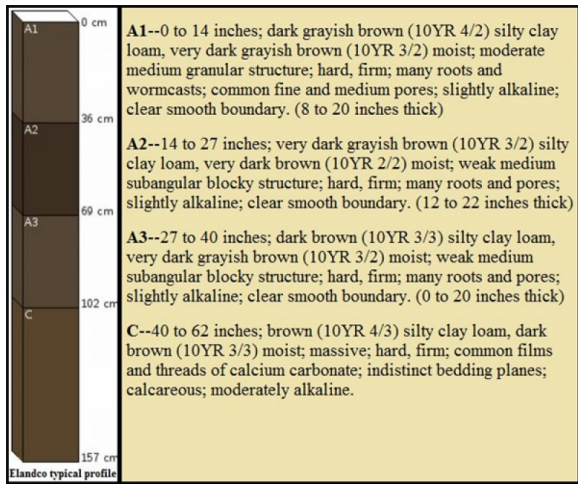 A1
0 cm
36 cm
A2
69 cm
A3
102 cm
C
157 cm
Elandco typical profile
A1--0 to 14 inches; dark grayish brown (10YR 4/2) silty clay
loam, very dark grayish brown (10YR 3/2) moist; moderate
medium granular structure; hard, firm; many roots and
wormcasts; common fine and medium pores; slightly alkaline;
clear smooth boundary. (8 to 20 inches thick)
A2--14 to 27 inches; very dark grayish brown (10YR 3/2) silty
clay loam, very dark brown (10YR 2/2) moist; weak medium
subangular blocky structure; hard, firm; many roots and pores;
slightly alkaline; clear smooth boundary. (12 to 22 inches thick)
A3--27 to 40 inches; dark brown (10YR 3/3) silty clay loam,
very dark grayish brown (10YR 3/2) moist; weak medium
subangular blocky structure; hard, firm; many roots and pores;
slightly alkaline; clear smooth boundary. (0 to 20 inches thick)
C--40 to 62 inches; brown (10YR 4/3) silty clay loam, dark
brown (10YR 3/3) moist; massive; hard, firm; common films
and threads of calcium carbonate; indistinct bedding planes;
calcareous; moderately alkaline.